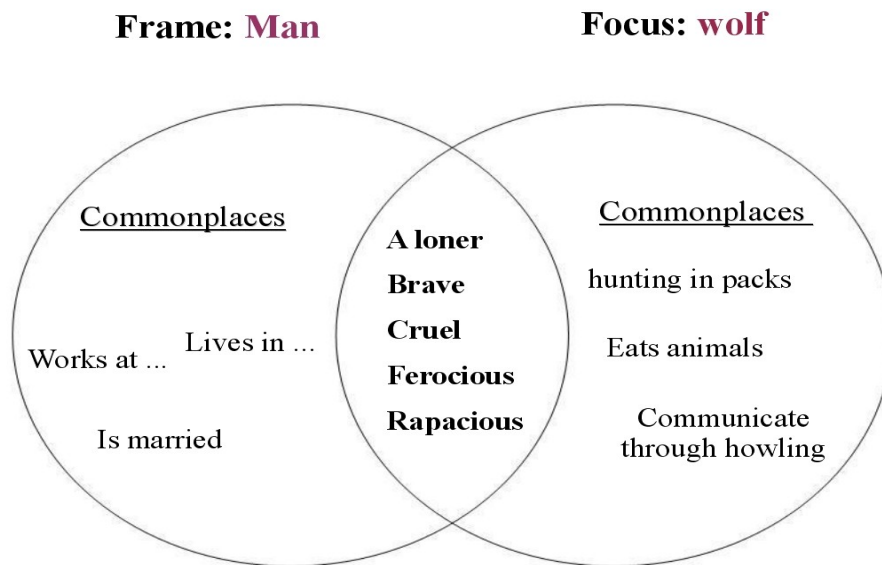 Frame: Man
Focus: wolf
Commonplaces
Works at ...
Lives in ...
Is married
A loner
Brave
Cruel
Ferocious
Rapacious
Commonplaces
hunting in packs
Eats animals
Communicate
through howling